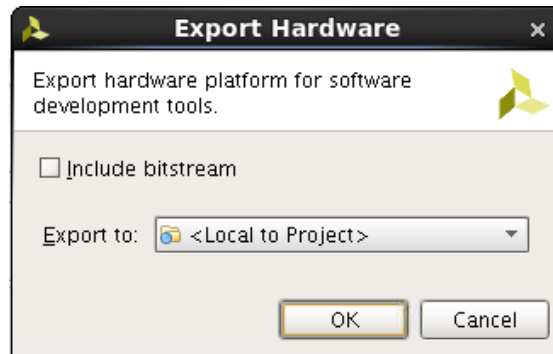 Export Hardware
Export hardware platform for software
development tools.
Include bitstream
Export to: <Local to Project>
OK Cancel